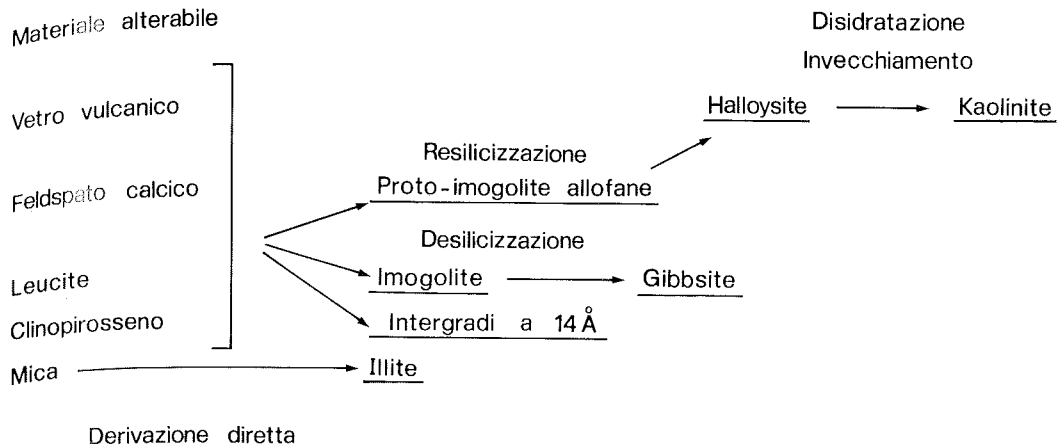 Materiale alterabile
Disidratazione
Invecchiamento
Vetro vulcanico
Halloysite
Kaolinite
Resilicizzazione
Feldspato calcico
Proto-imogolite allofane
Desilicizzazione
Leucite
Imogolite
Gibbsite
Clinopirosseno
Intergradi a 14 Å
Mica
Illite
Derivazione diretta